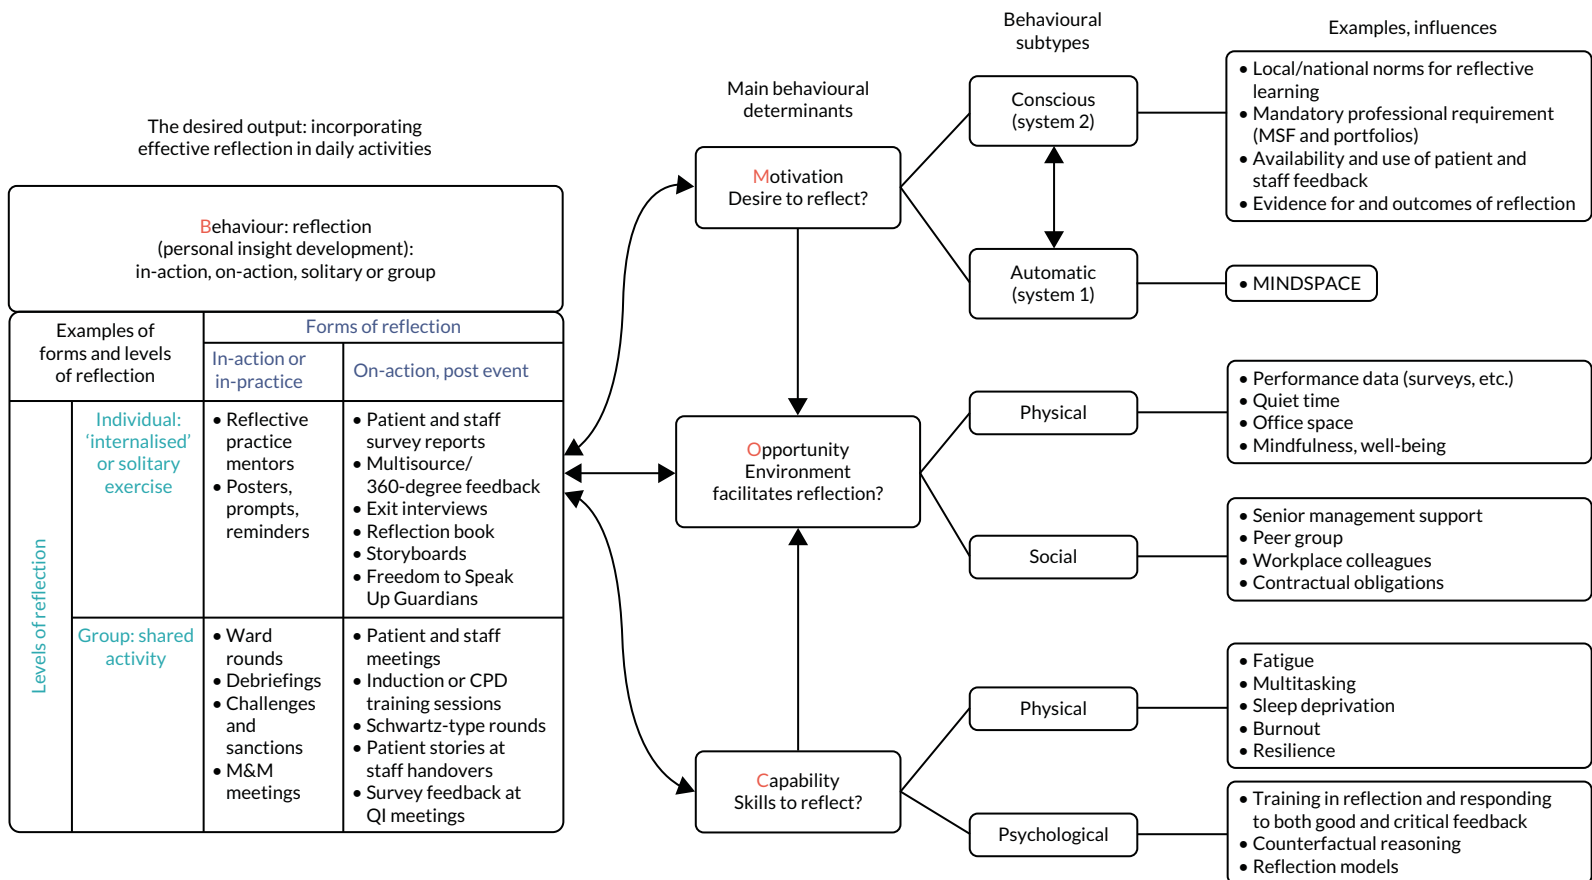 The desired output: incorporating
effective reflection in daily activities
Behaviour: reflection
(personal insight development):
in-action, on-action, solitary or group
Examples of
forms and levels
of reflection
Forms of reflection
In-action or
in-practice
On-action, post event
Levels of reflection
Individual:
‘internalised’
or solitary
exercise
• Reflective
practice
mentors
• Posters,
prompts,
reminders
• Patient and staff
survey reports
• Multisource/
360-degree feedback
• Exit interviews
• Reflection book
• Storyboards
• Freedom to Speak
Up Guardians
Group: shared
activity
• Ward
rounds
• Debriefings
• Challenges
and
sanctions
• M&M
meetings
• Patient and staff
meetings
• Induction or CPD
training sessions
• Schwartz-type rounds
• Patient stories at
staff handovers
• Survey feedback at
QI meetings
Main behavioural
determinants
Motivation
Desire to reflect?
Opportunity
Environment
facilitates reflection?
Capability
Skills to reflect?
Behavioural
subtypes
Conscious
(system 2)
Automatic
(system 1)
Physical
Social
Physical
Psychological
Examples, influences
• Local/national norms for reflective
learning
• Mandatory professional requirement
(MSF and portfolios)
• Availability and use of patient and
staff feedback
• Evidence for and outcomes of reflection
• MINDSPACE
• Performance data (surveys, etc.)
• Quiet time
• Office space
• Mindfulness, well-being
• Senior management support
• Peer group
• Workplace colleagues
• Contractual obligations
• Fatigue
• Multitasking
• Sleep deprivation
• Burnout
• Resilience
• Training in reflection and responding
to both good and critical feedback
• Counterfactual reasoning
• Reflection models